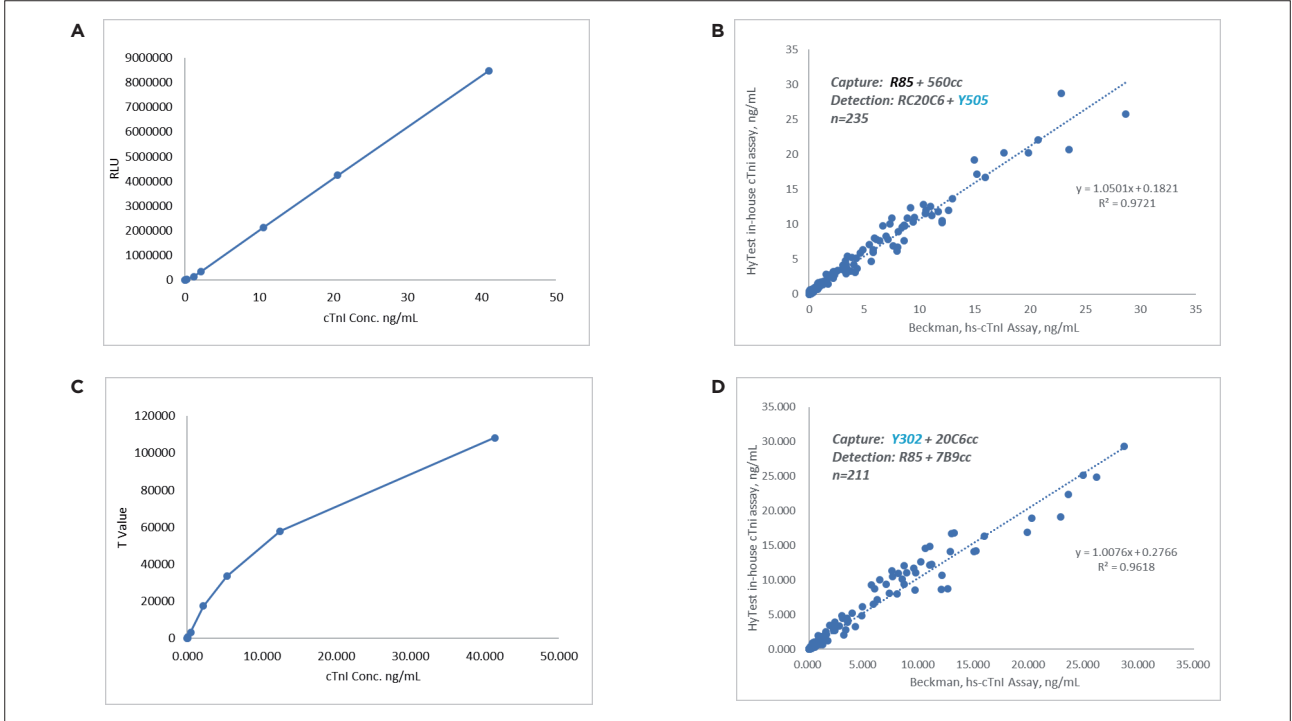 A
9000000
8000000
7000000
6000000
5000000
4000000
3000000
2000000
1000000
0
RLU
0 10 20 30 40 50
cTnI Conc. ng/mL
B
35
30
25
20
15
10
5
0
HyTest in-house cTni assay, ng/mL
Capture: R85 + 560cc
Detection: RC20C6 + Y505
n=235
y = 1.0501x + 0.1821
R² = 0.9721
0 5 10 15 20 25 30 35
Beckman, hs-cTnI Assay, ng/mL
C
120000
100000
80000
60000
40000
20000
0
T Value
0.000 10.000 20.000 30.000 40.000 50.000
cTnI Conc. ng/mL
D
35.000
30.000
25.000
20.000
15.000
10.000
5.000
0.000
HyTest in-house cTni assay, ng/mL
Capture: Y302 + 20C6cc
Detection: R85 + 7B9cc
n=211
y = 1.0076x + 0.2766
R² = 0.9618
0.000 5.000 10.000 15.000 20.000 25.000 30.000 35.000
Beckman, hs-cTnI Assay, ng/mL